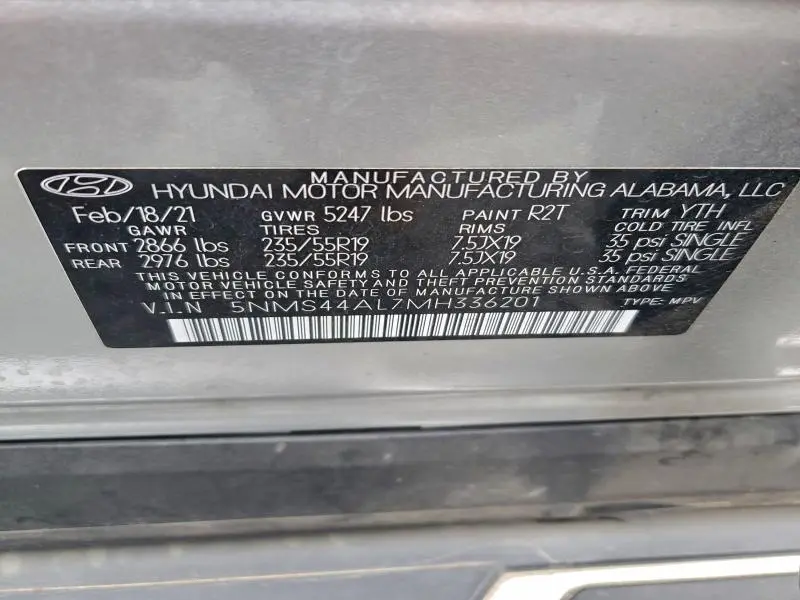 MANUFACTURED BY
HYUNDAI MOTOR MANUFACTURING ALABAMA, LLC
Feb/18/21 GVWR 5247 lbs PAINT R2T TRIM YTH
GAWR TIRES RIMS COLD TIRE INFL
FRONT 2866 lbs 235/55R19 7.5JX19 35 psi SINGLE
REAR 2976 lbs 235/55R19 7.5JX19 35 psi SINGLE
THIS VEHICLE CONFORMS TO ALL APPLICABLE U.S.A. FEDERAL
MOTOR VEHICLE SAFETY AND THEFT PREVENTION STANDARDS
IN EFFECT ON THE DATE OF MANUFACTURE SHOWN ABOVE
V.I.N 5NMS44AL7MH336201 TYPE: MPV